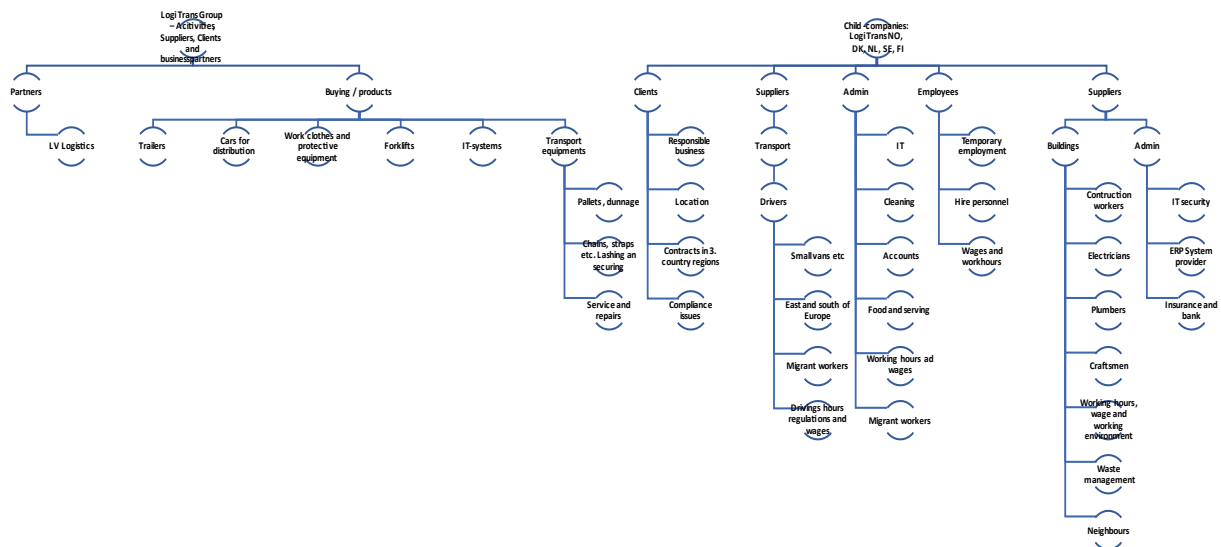 LogiTrans Group
– Acitivities,
Suppliers, Clients
and
businesspartners
Partners
LV Logistics
Buying / products
Trailers
Cars for
distribution
Work clothes and
protective
equipment
Forklifts
IT-systems
Transport
equipments
Pallets, dunnage
Chains, straps
etc. Lashing an
securing
Service and
repairs
Child -companies:
LogiTrans NO,
DK, NL, SE, FI
Clients
Responsible
business
Location
Contracts in 3.
country regions
Compliance
issues
Suppliers
Transport
Drivers
Small vans etc
East and south of
Europe
Migrant workers
Drivings hours
regulations and
wages
Admin
IT
Cleaning
Accounts
Food and serving
Working hours ad
wages
Migrant workers
Employees
Temporary
employment
Hire personnel
Wages and
workhours
Suppliers
Buildings
Contruction
workers
Electricians
Plumbers
Craftsmen
Working hours,
wage and
working
environment
Waste
management
Neighbours
Admin
IT security
ERP System
provider
Insurance and
bank